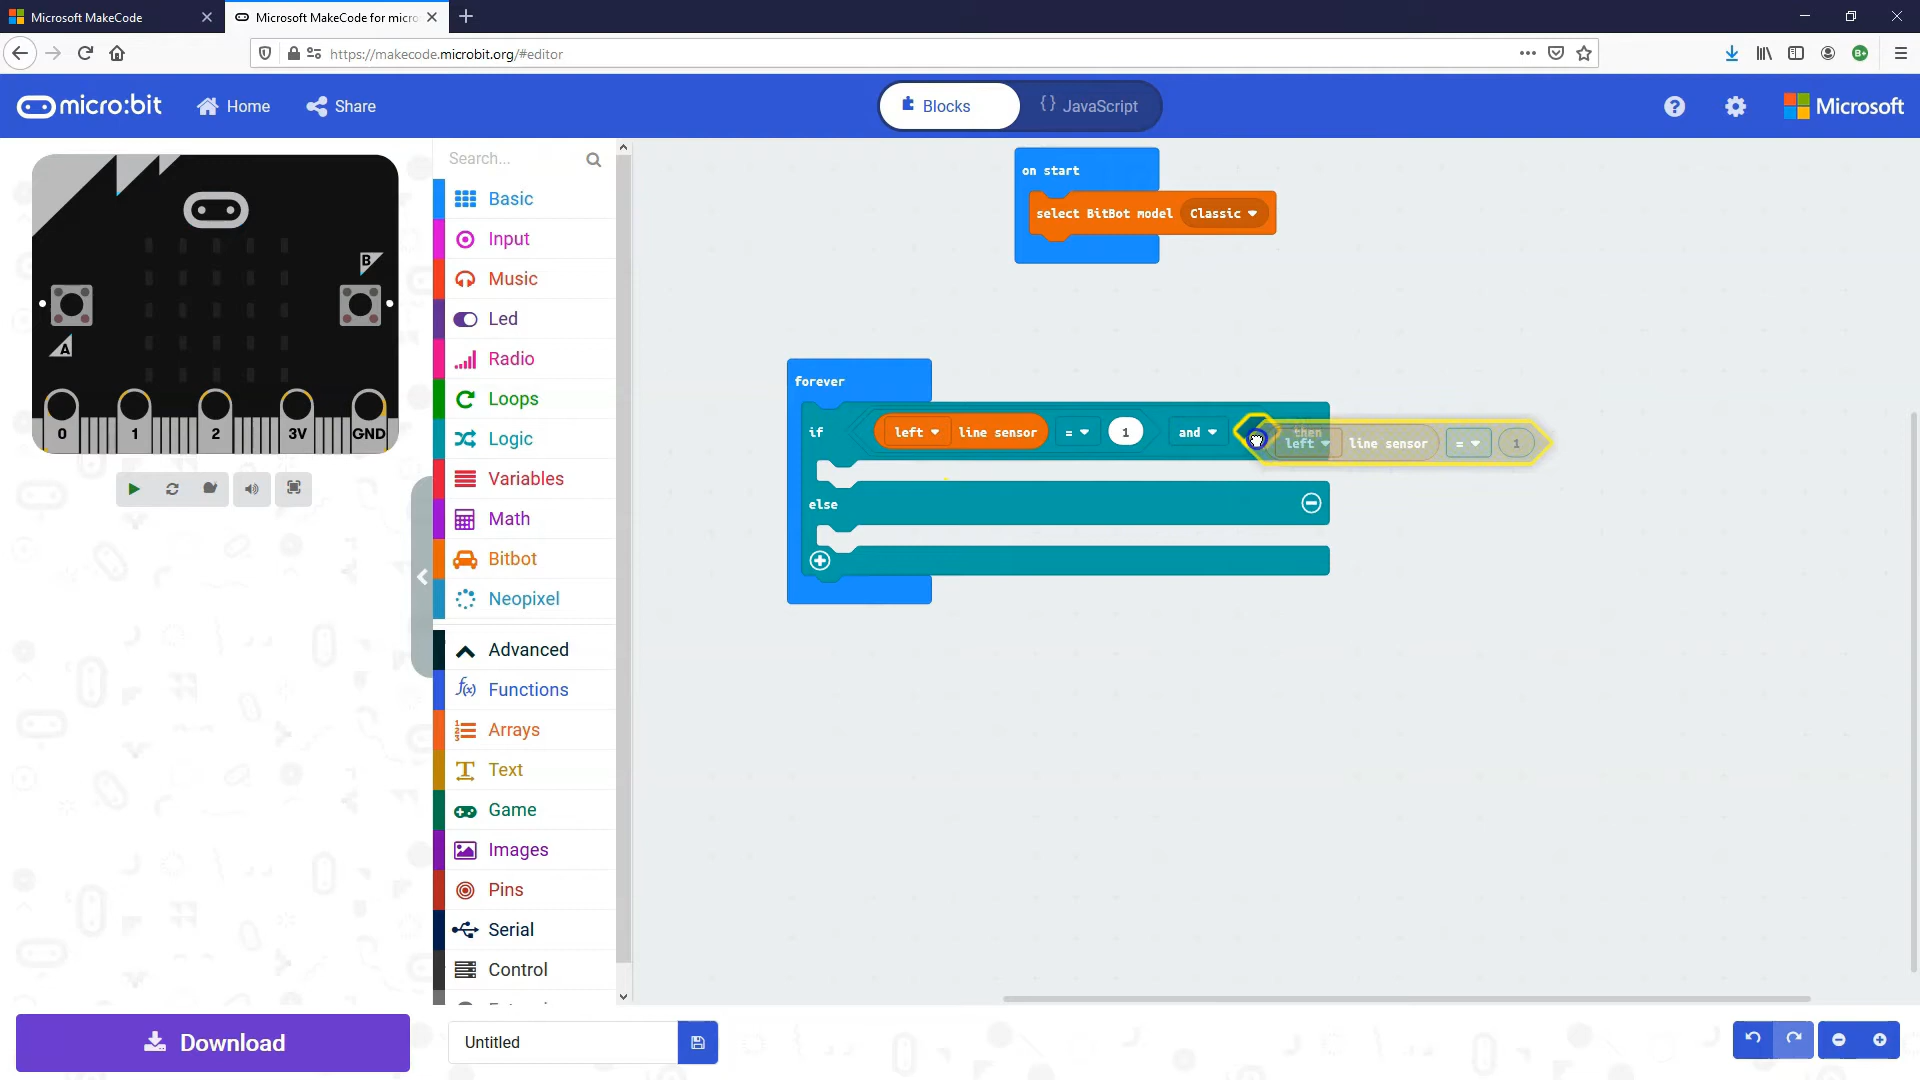 Microsoft MakeCode
Microsoft MakeCode for micro
https://makecode.microbit.org/#editor
B+
micro:bit
Home
Share
Blocks
{} JavaScript
?
Microsoft
B
A
0 1 2 3V GND
Search...
Basic
Input
Music
Led
Radio
Loops
Logic
Variables
Math
Bitbot
Neopixel
Advanced
f(x) Functions
Arrays
Text
Game
Images
Pins
Serial
Control
on start
select BitBot model Classic
forever
if left line sensor = 1 and then
left line sensor = 1
else
Download
Untitled